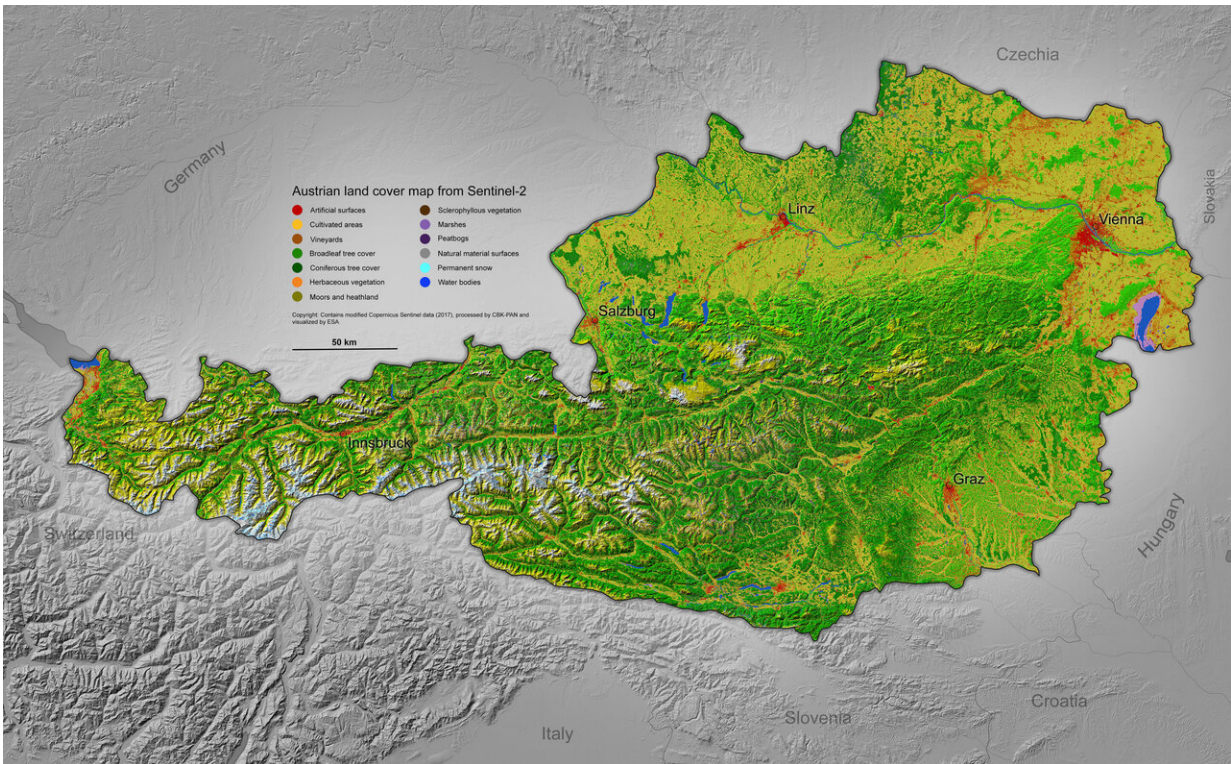 Czechia
Germany
Slovakia
Austrian land cover map from Sentinel-2
Artificial surfaces
Cultivated areas
Vineyards
Broadleaf tree cover
Coniferous tree cover
Herbaceous vegetation
Moors and heathland
Sclerophyllous vegetation
Marshes
Peatbogs
Natural material surfaces
Permanent snow
Water bodies
Copyright: Contains modified Copernicus Sentinel data (2017), processed by CBK-PAN and
visualized by ESA
50 km
Linz
Vienna
Salzburg
Innsbruck
Graz
Switzerland
Hungary
Italy
Slovenia
Croatia